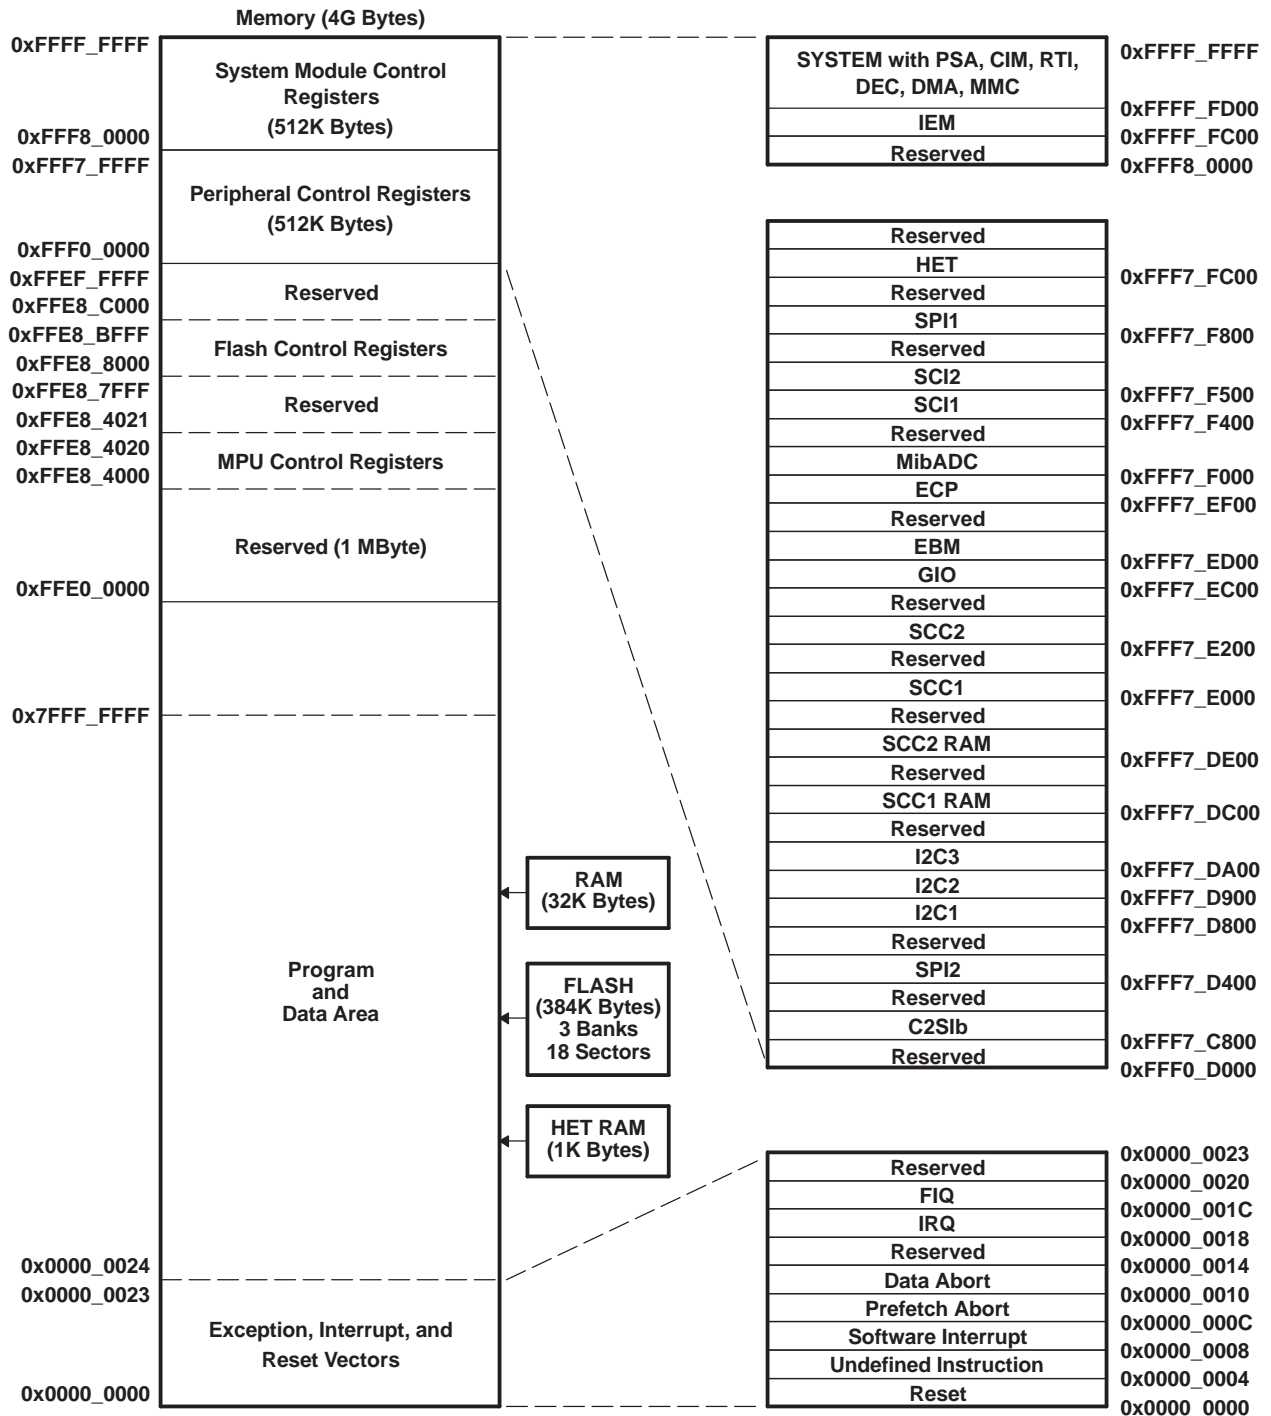 Memory (4G Bytes)
0xFFFF_FFFF
System Module Control
Registers
(512K Bytes)
0xFFF8_0000
0xFFF7_FFFF
Peripheral Control Registers
(512K Bytes)
0xFFF0_0000
0xFFEF_FFFF
Reserved
0xFFE8_C000
0xFFE8_BFFF
Flash Control Registers
0xFFE8_8000
0xFFE8_7FFF
Reserved
0xFFE8_4021
0xFFE8_4020
MPU Control Registers
0xFFE8_4000
Reserved (1 MByte)
0xFFE0_0000
0x7FFF_FFFF
Program
and
Data Area
0x0000_0024
0x0000_0023
Exception, Interrupt, and
Reset Vectors
0x0000_0000
RAM
(32K Bytes)
FLASH
(384K Bytes)
3 Banks
18 Sectors
HET RAM
(1K Bytes)
SYSTEM with PSA, CIM, RTI,
DEC, DMA, MMC
0xFFFF_FFFF
0xFFFF_FD00
IEM
0xFFFF_FC00
Reserved
0xFFF8_0000
Reserved
HET
0xFFF7_FC00
Reserved
SPI1
0xFFF7_F800
Reserved
SCI2
0xFFF7_F500
SCI1
0xFFF7_F400
Reserved
MibADC
0xFFF7_F000
ECP
0xFFF7_EF00
Reserved
EBM
0xFFF7_ED00
GIO
0xFFF7_EC00
Reserved
SCC2
0xFFF7_E200
Reserved
SCC1
0xFFF7_E000
Reserved
SCC2 RAM
0xFFF7_DE00
Reserved
SCC1 RAM
0xFFF7_DC00
Reserved
I2C3
0xFFF7_DA00
I2C2
0xFFF7_D900
I2C1
0xFFF7_D800
Reserved
SPI2
0xFFF7_D400
Reserved
C2SIb
0xFFF7_C800
Reserved
0xFFF0_D000
0x0000_0023
Reserved
0x0000_0020
FIQ
0x0000_001C
IRQ
0x0000_0018
Reserved
0x0000_0014
Data Abort
0x0000_0010
Prefetch Abort
0x0000_000C
Software Interrupt
0x0000_0008
Undefined Instruction
0x0000_0004
Reset
0x0000_0000